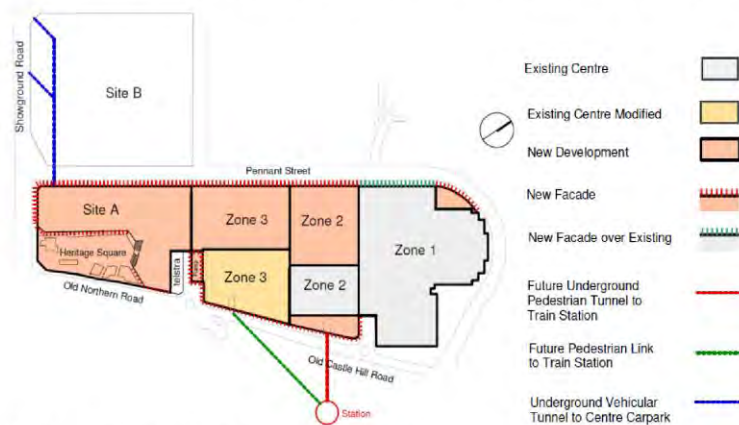 Showground Road
Site B
Pennant Street
Site A
Zone 3
Zone 2
Zone 1
Heritage Square
telstra
Zone 3
Zone 2
Old Northern Road
Old Castle Hill Road
Station
Existing Centre
Existing Centre Modified
New Development
New Facade
New Facade over Existing
Future Underground
Pedestrian Tunnel to
Train Station
Future Pedestrian Link
to Train Station
Underground Vehicular
Tunnel to Centre Carpark